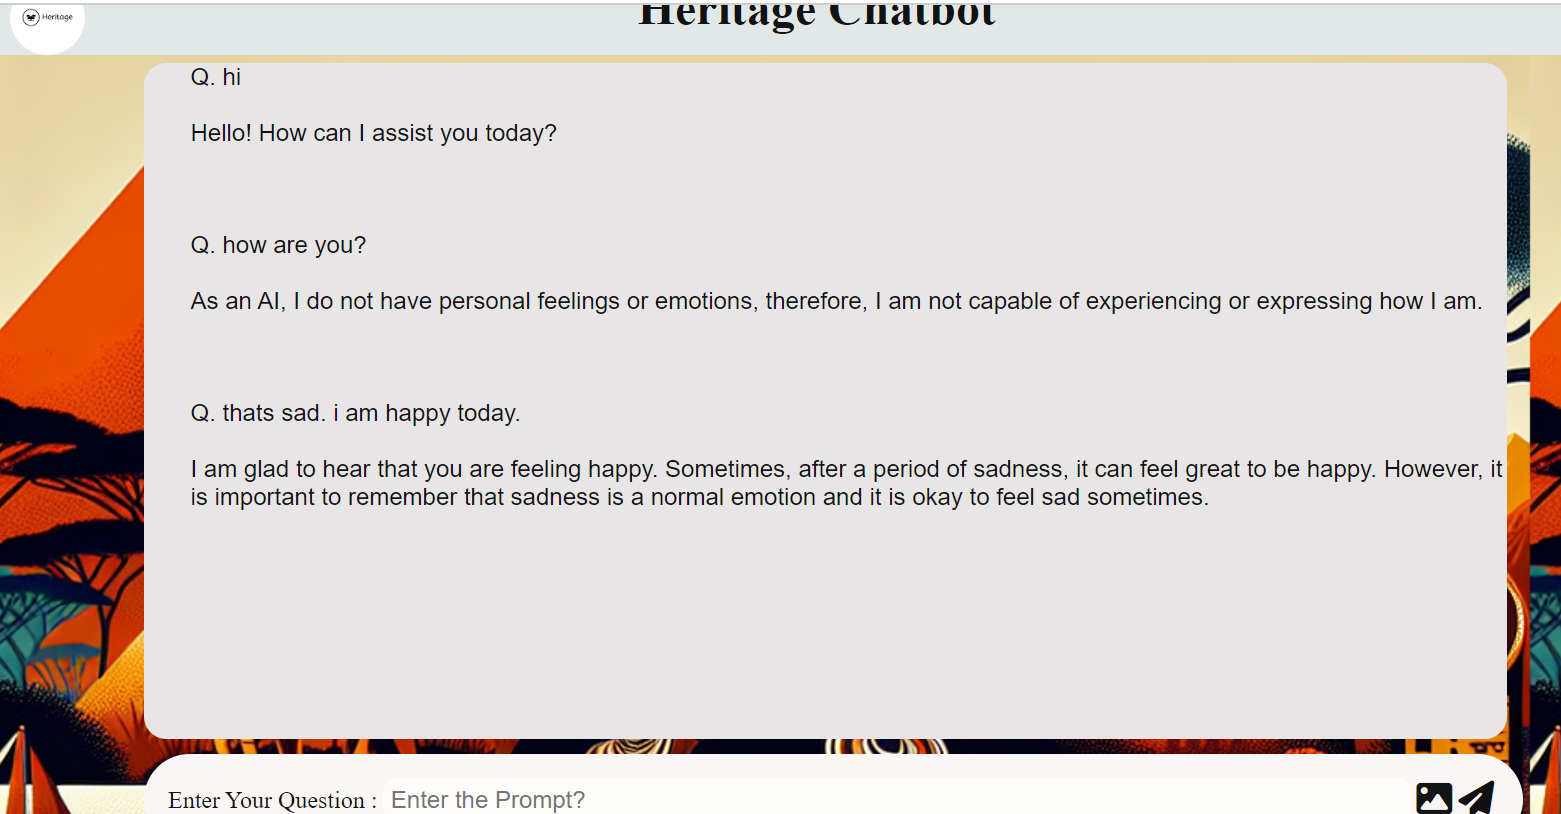 Heritage
Heritage Chatbot
Q. hi
Hello! How can I assist you today?
Q. how are you?
As an AI, I do not have personal feelings or emotions, therefore, I am not capable of experiencing or expressing how I am.
Q. thats sad. i am happy today.
I am glad to hear that you are feeling happy. Sometimes, after a period of sadness, it can feel great to be happy. However, it
is important to remember that sadness is a normal emotion and it is okay to feel sad sometimes.
Enter Your Question : Enter the Prompt?